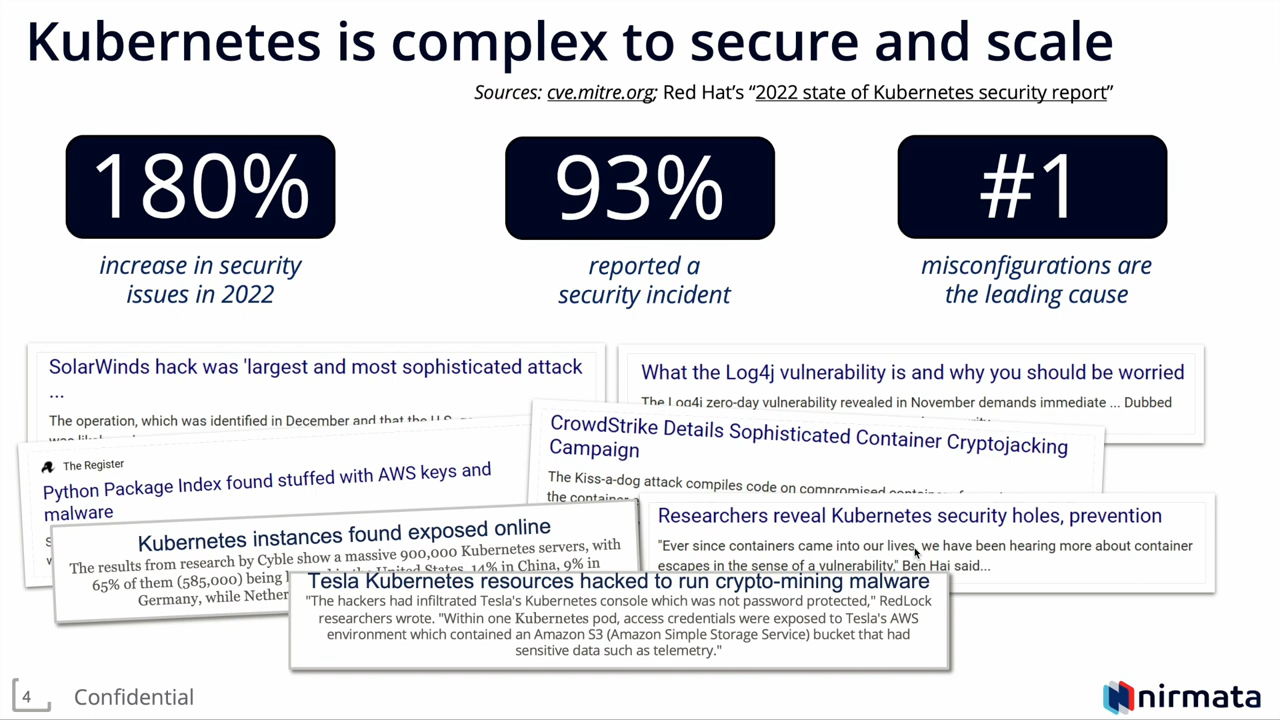 Kubernetes is complex to secure and scale
Sources: cve.mitre.org; Red Hat's “2022 state of Kubernetes security report”
180%
increase in security
issues in 2022
93%
reported a
security incident
#1
misconfigurations are
the leading cause
SolarWinds hack was 'largest and most sophisticated attack
...
The operation, which was identified in December and that the U.S.
What the Log4j vulnerability is and why you should be worried
The Log4j zero-day vulnerability revealed in November demands immediate ... Dubbed
CrowdStrike Details Sophisticated Container Cryptojacking
Campaign
The Kiss-a-dog attack compiles code on compromised
the container
The Register
Python Package Index found stuffed with AWS keys and
malware
Researchers reveal Kubernetes security holes, prevention
"Ever since containers came into our lives, we have been hearing more about container
escapes in the sense of a vulnerability," Ben Hai said...
Kubernetes instances found exposed online
The results from research by Cyble show a massive 900,000 Kubernetes servers, with
65% of them (585,000) being United States, 14% in China, 9% in
Germany, while
Tesla Kubernetes resources hacked to run crypto-mining malware
"The hackers had infiltrated Tesla's Kubernetes console which was not password protected," RedLock
researchers wrote. "Within one Kubernetes pod, access credentials were exposed to Tesla's AWS
environment which contained an Amazon S3 (Amazon Simple Storage Service) bucket that had
sensitive data such as telemetry."
4
Confidential
nirmata